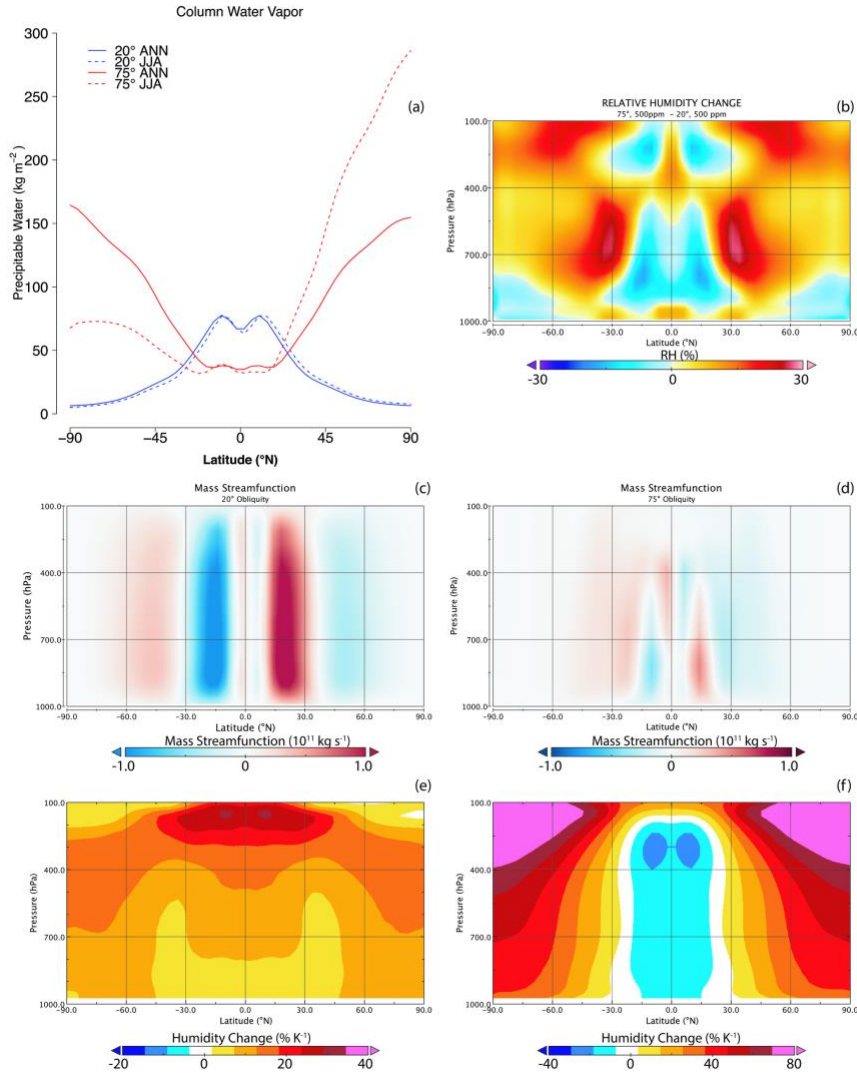 Column Water Vapor
300
250
200
150
100
50
0
Precipitable Water (kg m⁻²)
20° ANN
20° JJA
75° ANN
75° JJA
(a)
−90 −45 0 45 90
Latitude (°N)
(b)
RELATIVE HUMIDITY CHANGE
75°, 500ppm − 20°, 500 ppm
100.0
400.0
700.0
1000.0
Pressure (hPa)
-90.0 -60.0 -30.0 0.0 30.0 60.0 90.0
Latitude (°N)
RH (%)
-30 0 30
Mass Streamfunction (c)
20° Obliquity
100.0
400.0
700.0
1000.0
Pressure (hPa)
-90.0 -60.0 -30.0 0.0 30.0 60.0 90.0
Latitude (°N)
Mass Streamfunction (10¹¹ kg s⁻¹)
-1.0 0 1.0
Mass Streamfunction (d)
75° Obliquity
100.0
400.0
700.0
1000.0
Pressure (hPa)
-90.0 -60.0 -30.0 0.0 30.0 60.0 90.0
Latitude (°N)
Mass Streamfunction (10¹¹ kg s⁻¹)
-1.0 0 1.0
(e)
100.0
400.0
700.0
1000.0
Pressure (hPa)
-90.0 -60.0 -30.0 0.0 30.0 60.0 90.0
Latitude (°N)
Humidity Change (% K⁻¹)
-20 0 20 40
(f)
100.0
400.0
700.0
1000.0
Pressure (hPa)
-90.0 -60.0 -30.0 0.0 30.0 60.0 90.0
Latitude (°N)
Humidity Change (% K⁻¹)
-40 0 40 80